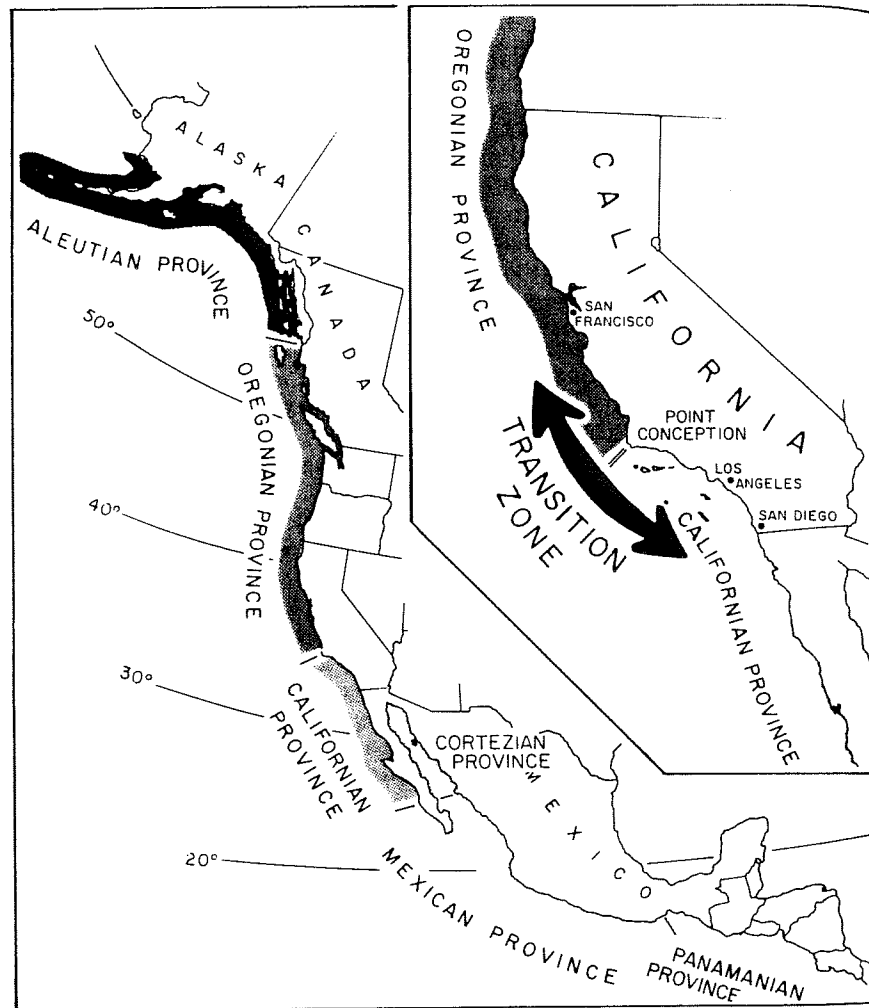 ALASKA
CANADA
ALEUTIAN PROVINCE
50°
OREGONIAN PROVINCE
40°
30°
CALIFORNIAN
PROVINCE
CORTEZIAN
PROVINCE
MEXICO
20°
MEXICAN PROVINCE
PANAMANIAN
PROVINCE
OREGONIAN PROVINCE
CALIFORNIA
SAN
FRANCISCO
POINT
CONCEPTION
LOS
ANGELES
SAN DIEGO
TRANSITION
ZONE
CALIFORNIAN PROVINCE